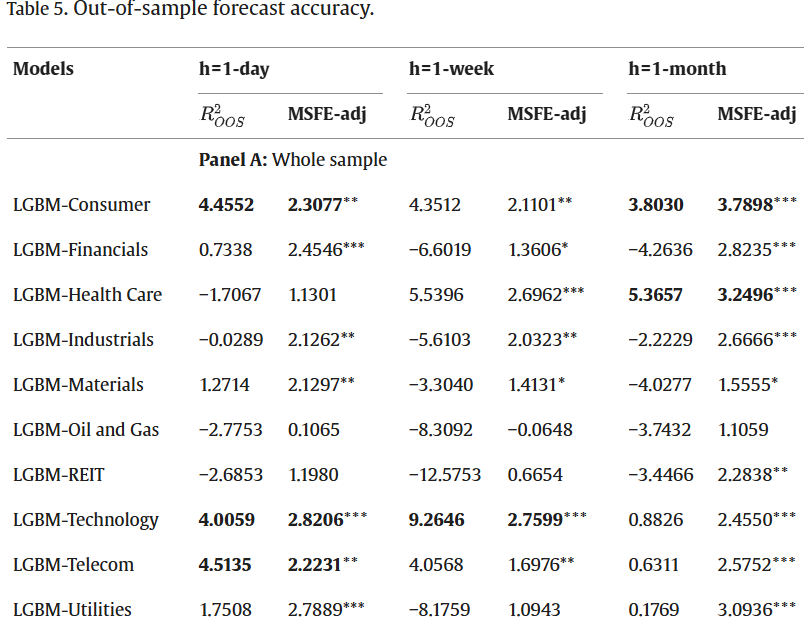 Table 5. Out-of-sample forecast accuracy.
Models h=1-day h=1-week h=1-month
R²OOS MSFE-adj R²OOS MSFE-adj R²OOS MSFE-adj
Panel A: Whole sample
LGBM-Consumer 4.4552 2.3077** 4.3512 2.1101** 3.8030 3.7898***
LGBM-Financials 0.7338 2.4546*** −6.6019 1.3606* −4.2636 2.8235***
LGBM-Health Care −1.7067 1.1301 5.5396 2.6962*** 5.3657 3.2496***
LGBM-Industrials −0.0289 2.1262** −5.6103 2.0323** −2.2229 2.6666***
LGBM-Materials 1.2714 2.1297** −3.3040 1.4131* −4.0277 1.5555*
LGBM-Oil and Gas −2.7753 0.1065 −8.3092 −0.0648 −3.7432 1.1059
LGBM-REIT −2.6853 1.1980 −12.5753 0.6654 −3.4466 2.2838**
LGBM-Technology 4.0059 2.8206*** 9.2646 2.7599*** 0.8826 2.4550***
LGBM-Telecom 4.5135 2.2231** 4.0568 1.6976** 0.6311 2.5752***
LGBM-Utilities 1.7508 2.7889*** −8.1759 1.0943 0.1769 3.0936***